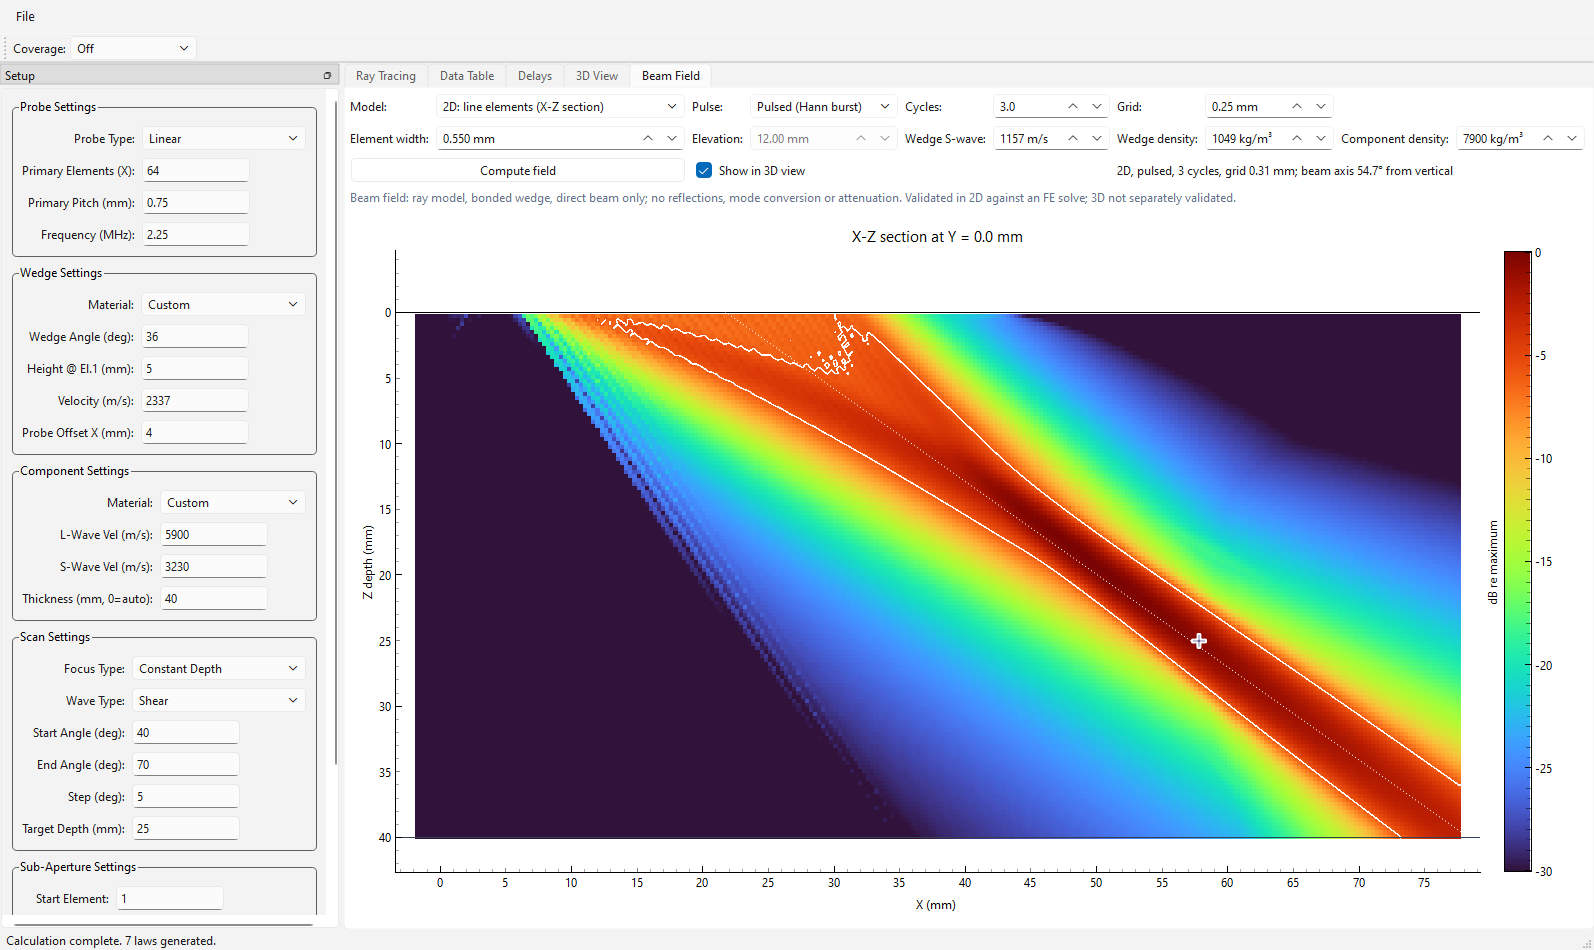 File
Coverage: Off
Setup
Ray Tracing Data Table Delays 3D View Beam Field
Probe Settings
Probe Type: Linear
Primary Elements (X): 64
Primary Pitch (mm): 0.75
Frequency (MHz): 2.25
Wedge Settings
Material: Custom
Wedge Angle (deg): 36
Height @ El.1 (mm): 5
Velocity (m/s): 2337
Probe Offset X (mm): 4
Component Settings
Material: Custom
L-Wave Vel (m/s): 5900
S-Wave Vel (m/s): 3230
Thickness (mm, 0=auto): 40
Scan Settings
Focus Type: Constant Depth
Wave Type: Shear
Start Angle (deg): 40
End Angle (deg): 70
Step (deg): 5
Target Depth (mm): 25
Sub-Aperture Settings
Start Element: 1
Model: 2D: line elements (X-Z section) Pulse: Pulsed (Hann burst) Cycles: 3.0 Grid: 0.25 mm
Element width: 0.550 mm Elevation: 12.00 mm Wedge S-wave: 1157 m/s Wedge density: 1049 kg/m³ Component density: 7900 kg/m³
Compute field Show in 3D view 2D, pulsed, 3 cycles, grid 0.31 mm; beam axis 54.7° from vertical
Beam field: ray model, bonded wedge, direct beam only; no reflections, mode conversion or attenuation. Validated in 2D against an FE solve; 3D not separately validated.
X-Z section at Y = 0.0 mm
Z depth (mm)
0
5
10
15
20
25
30
35
40
0 5 10 15 20 25 30 35 40 45 50 55 60 65 70 75
X (mm)
dB re maximum
0
-5
-10
-15
-20
-25
-30
Calculation complete. 7 laws generated.